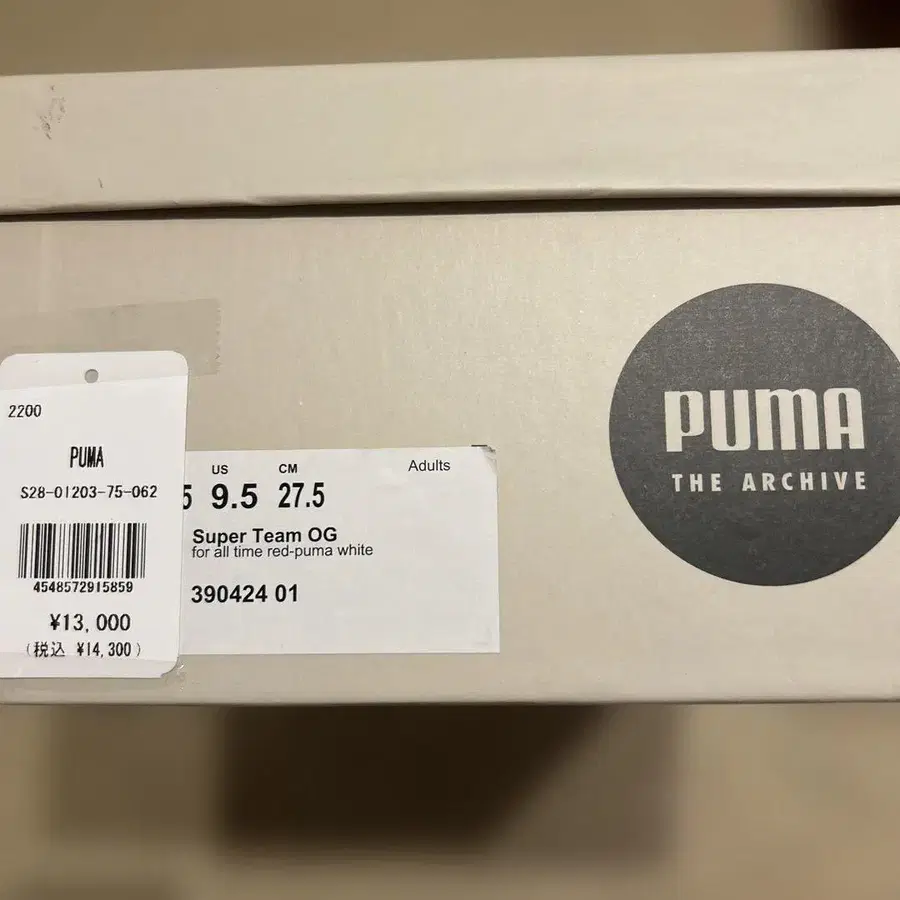 2200
PUMA
S28-01203-75-062
4548572915859
¥13,000
(税込 ¥14,300)
US CM Adults
5 9.5 27.5
Super Team OG
for all time red-puma white
390424 01
PUMA
THE ARCHIVE